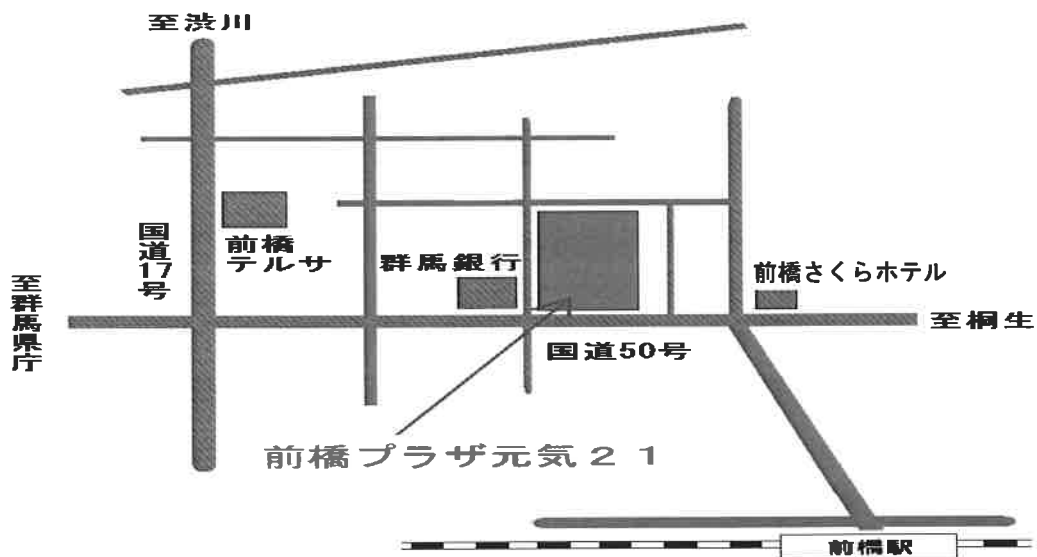 至渋川
国道17号
前橋
テルサ
群馬銀行
前橋さくらホテル
至群馬県庁
至桐生
国道50号
前橋プラザ元気21
前橋駅